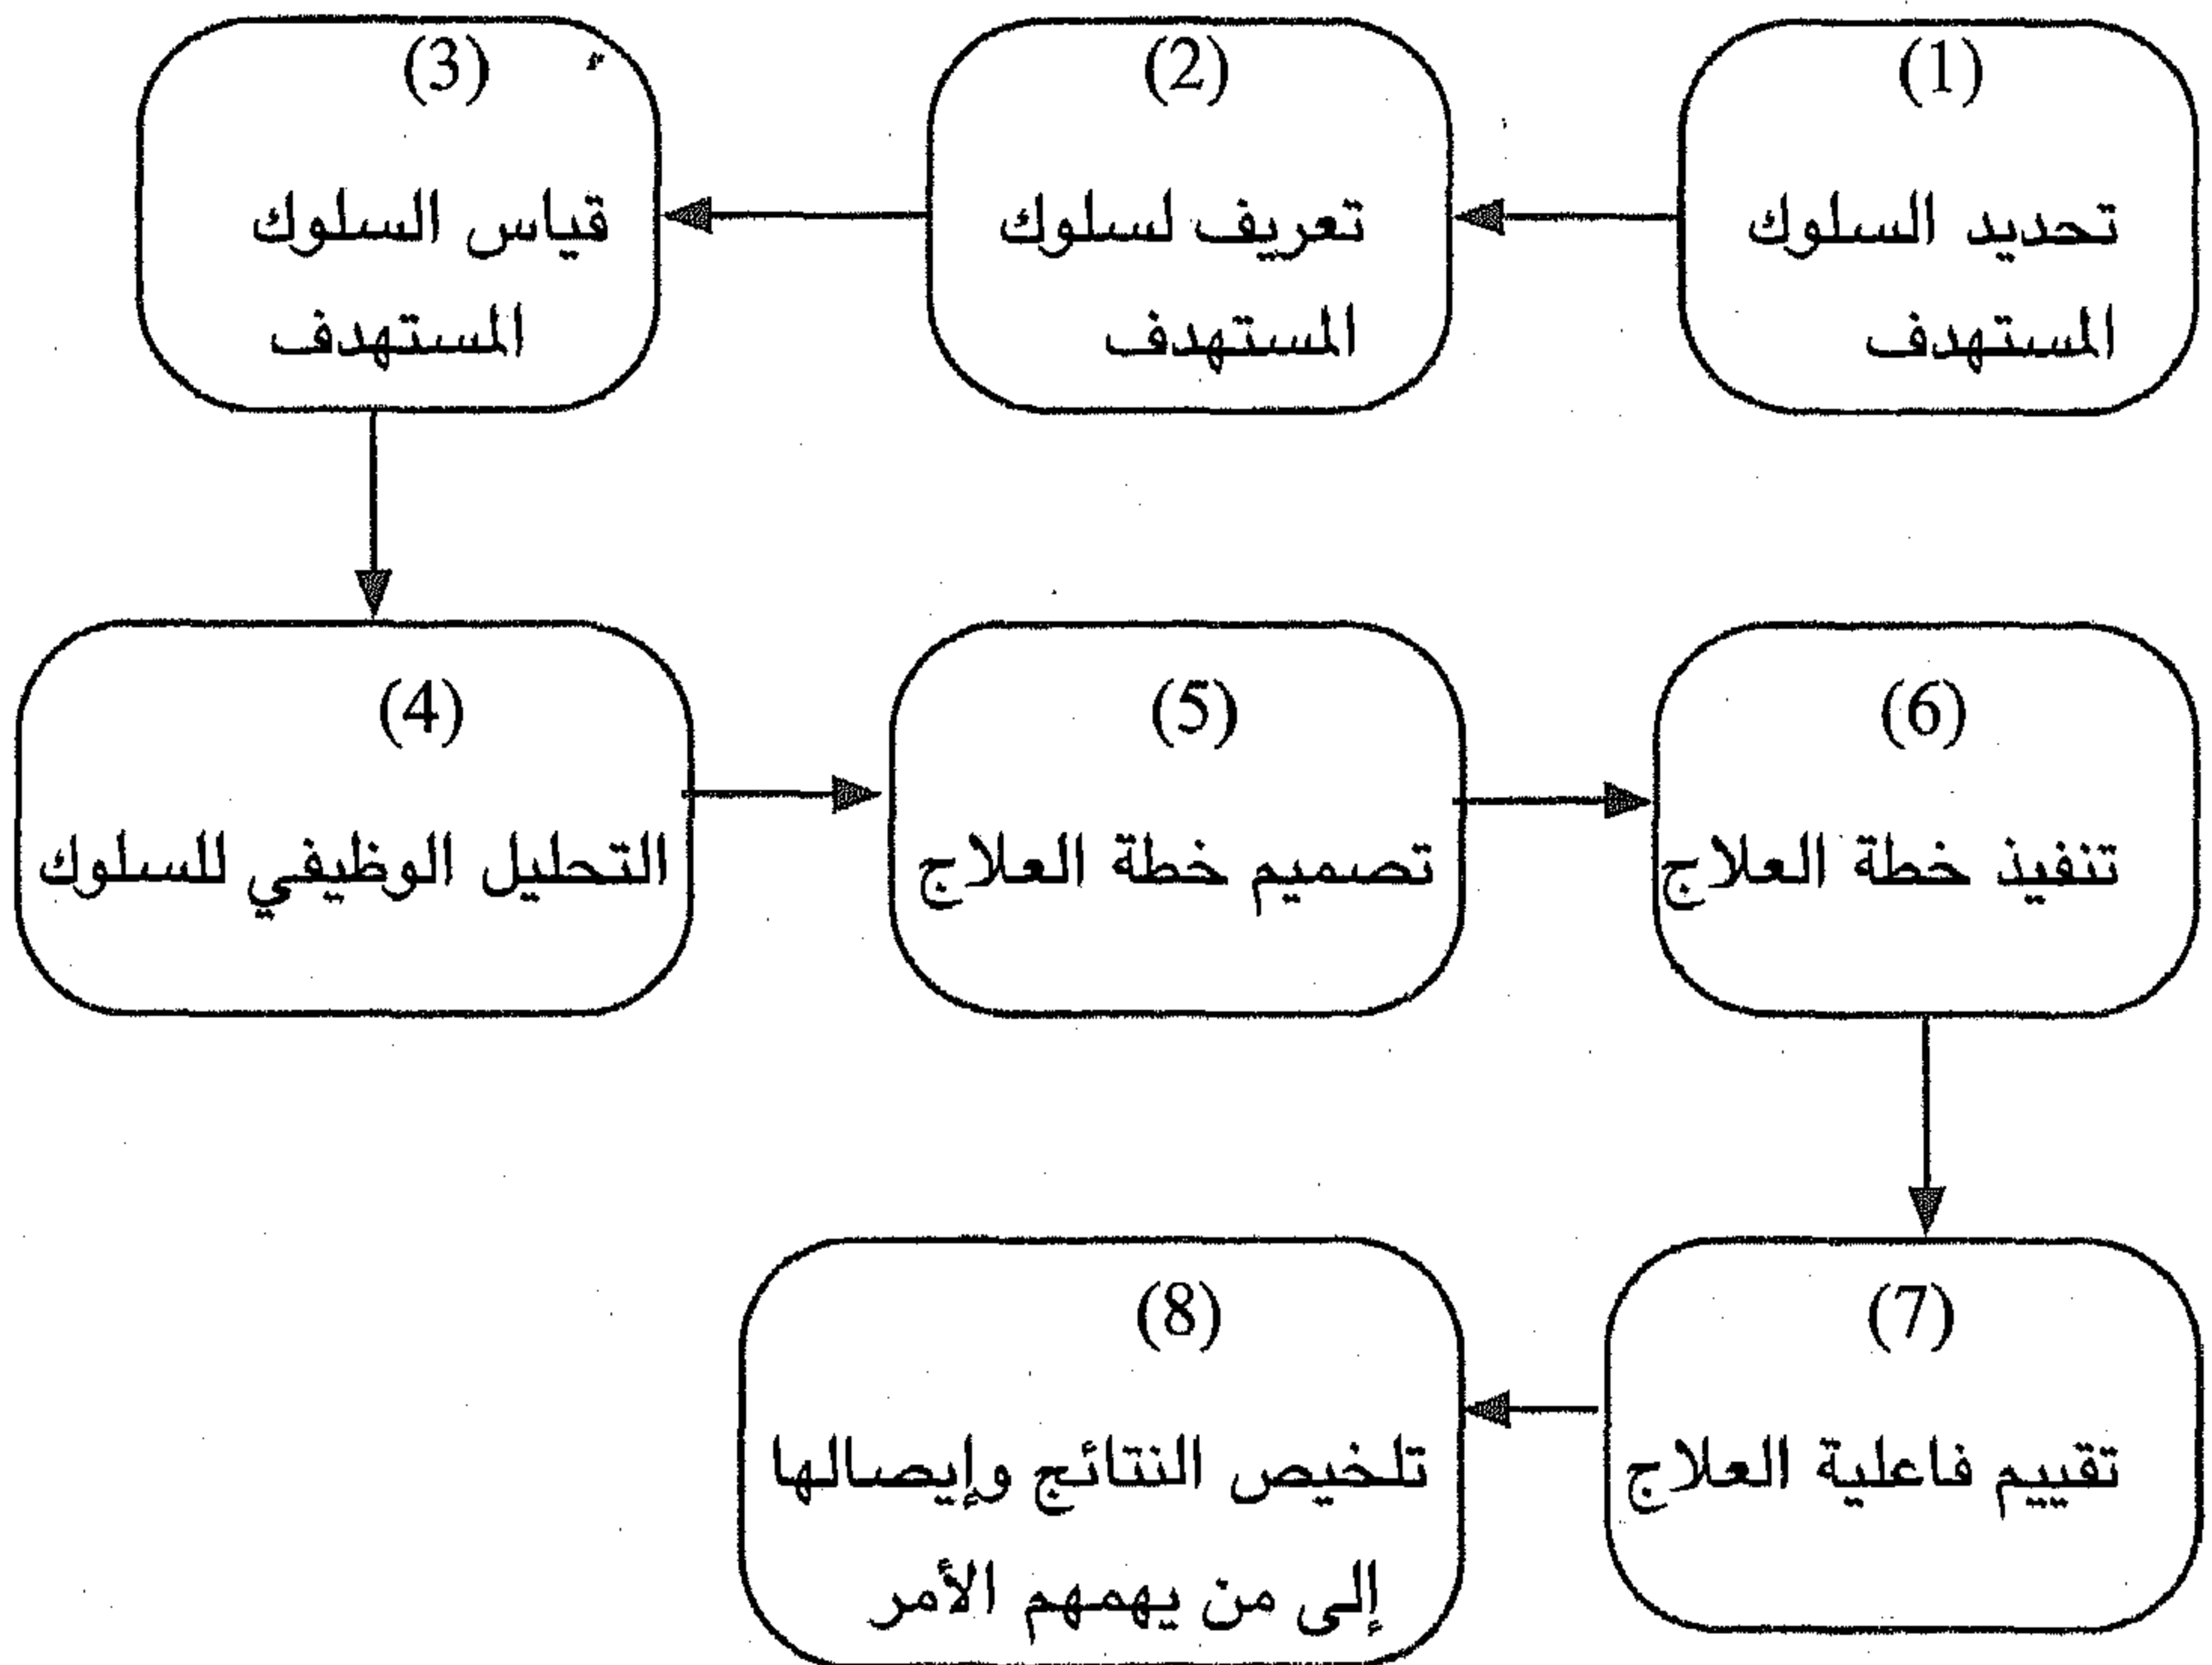 (1)
تحديد السلوك
المستهدف
(2)
تعريف لسلوك
المستهدف
(3)
قياس السلوك
المستهدف
(4)
التحليل الوظيفي للسلوك
(5)
تصميم خطة العلاج
(6)
تنفيذ خطة العلاج
(7)
تقييم فاعلية العلاج
(8)
تلخيص النتائج وإيصالها
إلى من يهمهم الأمر